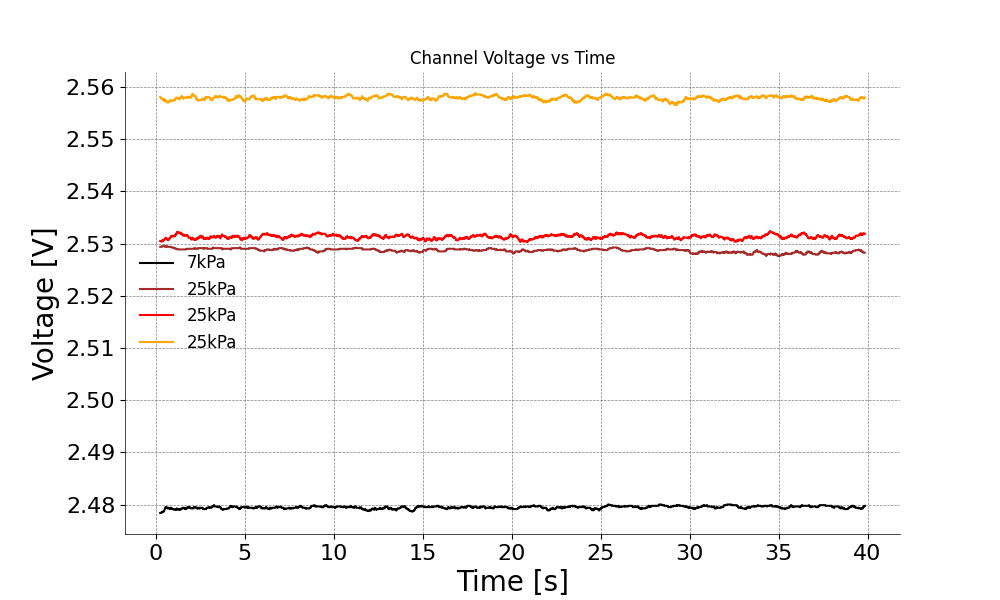 Channel Voltage vs Time
Voltage [V]
2.56
2.55
2.54
2.53
2.52
2.51
2.50
2.49
2.48
7kPa
25kPa
25kPa
25kPa
0 5 10 15 20 25 30 35 40
Time [s]